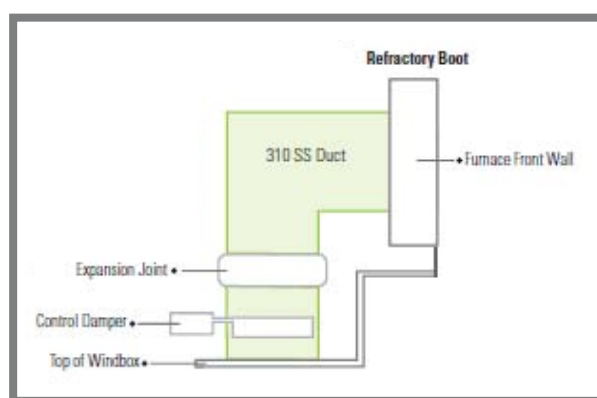 Refractory Boot
310 SS Duct
Furnace Front Wall
Expansion Joint
Control Damper
Top of Windbox